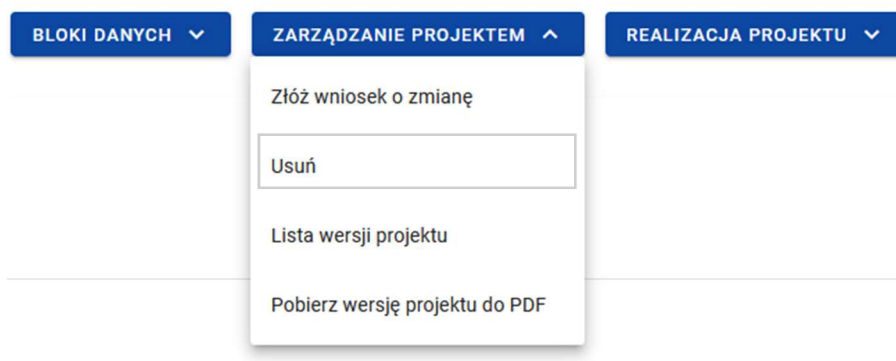 BLOKI DANYCH
ZARZĄDZANIE PROJEKTEM
REALIZACJA PROJEKTU
Złóż wniosek o zmianę
Usuń
Lista wersji projektu
Pobierz wersję projektu do PDF